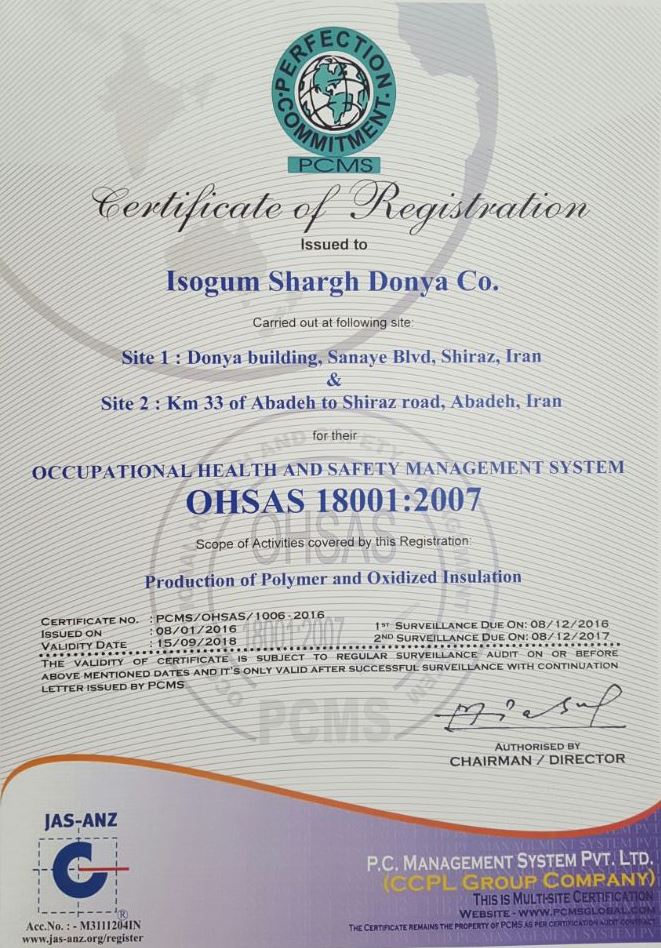 PERFECTION
COMMITMENT
PCMS
Certificate of Registration
Issued to
Isogum Shargh Donya Co.
Carried out at following site:
Site 1 : Donya building, Sanaye Blvd, Shiraz, Iran
&
Site 2 : Km 33 of Abadeh to Shiraz road, Abadeh, Iran
for their
OCCUPATIONAL HEALTH AND SAFETY MANAGEMENT SYSTEM
OHSAS 18001:2007
OHSAS
Scope of Activities covered by this Registration:
Production of Polymer and Oxidized Insulation
CERTIFICATE NO. : PCMS/OHSAS/1006-2016
ISSUED ON : 08/01/2016 1ST SURVEILLANCE DUE ON: 08/12/2016
VALIDITY DATE : 15/09/2018 2ND SURVEILLANCE DUE ON: 08/12/2017
18001:2007
THE VALIDITY OF CERTIFICATE IS SUBJECT TO REGULAR SURVEILLANCE AUDIT ON OR BEFORE
ABOVE MENTIONED DATES AND IT'S ONLY VALID AFTER SUCCESSFUL SURVEILLANCE WITH CONTINUATION
LETTER ISSUED BY PCMS
PCMS
AUTHORISED BY
CHAIRMAN / DIRECTOR
JAS-ANZ
®
Acc.No. : - M3111204IN
www.jas-anz.org/register
P.C. MANAGEMENT SYSTEM PVT. LTD.
(CCPL GROUP COMPANY)
THIS IS MULTI-SITE CERTIFICATION
WEBSITE - WWW.PCMSGLOBAL.COM
THE CERTIFICATE REMAINS THE PROPERTY OF PCMS AS PER CERTIFICATION AUDIT CONTRACT